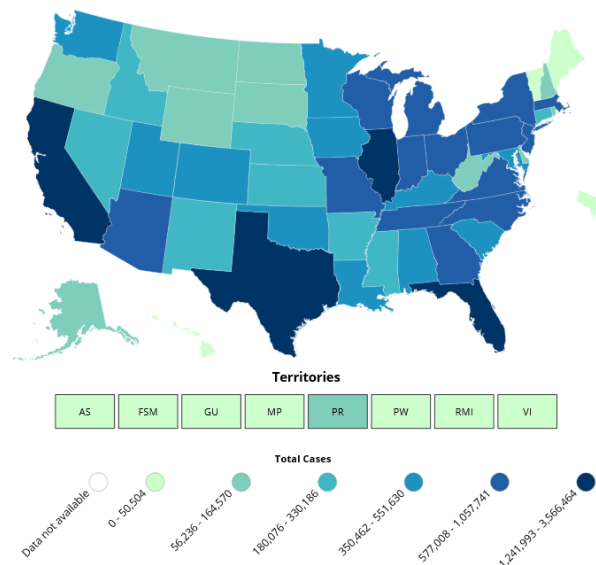 Territories
AS FSM GU MP PR PW RMI VI
Total Cases
Data not available
0 - 50,504
56,236 - 164,570
180,076 - 330,186
350,462 - 551,630
577,008 - 1,057,741
1,241,993 - 3,566,464